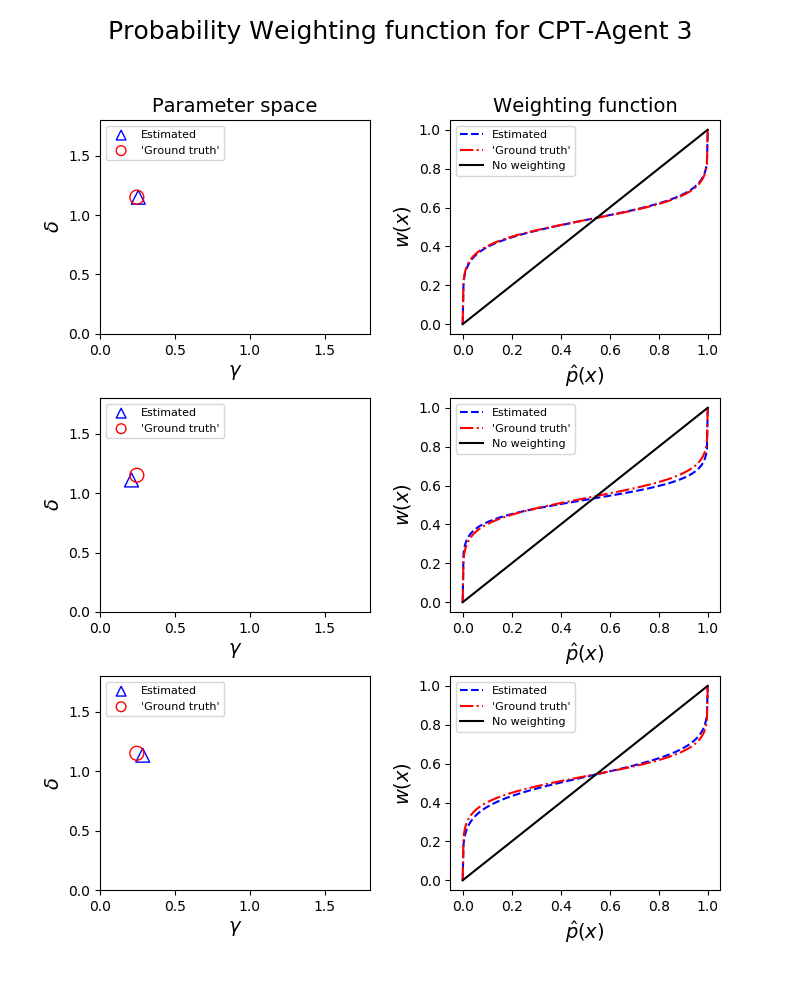 Probability Weighting function for CPT-Agent 3
Parameter space
Estimated
'Ground truth'
1.5
1.0
0.5
0.0
δ
0.0 0.5 1.0 1.5
γ
Weighting function
Estimated
'Ground truth'
No weighting
1.0
0.8
0.6
0.4
0.2
0.0
w(x)
0.0 0.2 0.4 0.6 0.8 1.0
p̂(x)
Estimated
'Ground truth'
1.5
1.0
0.5
0.0
δ
0.0 0.5 1.0 1.5
γ
Estimated
'Ground truth'
No weighting
1.0
0.8
0.6
0.4
0.2
0.0
w(x)
0.0 0.2 0.4 0.6 0.8 1.0
p̂(x)
Estimated
'Ground truth'
1.5
1.0
0.5
0.0
δ
0.0 0.5 1.0 1.5
γ
Estimated
'Ground truth'
No weighting
1.0
0.8
0.6
0.4
0.2
0.0
w(x)
0.0 0.2 0.4 0.6 0.8 1.0
p̂(x)